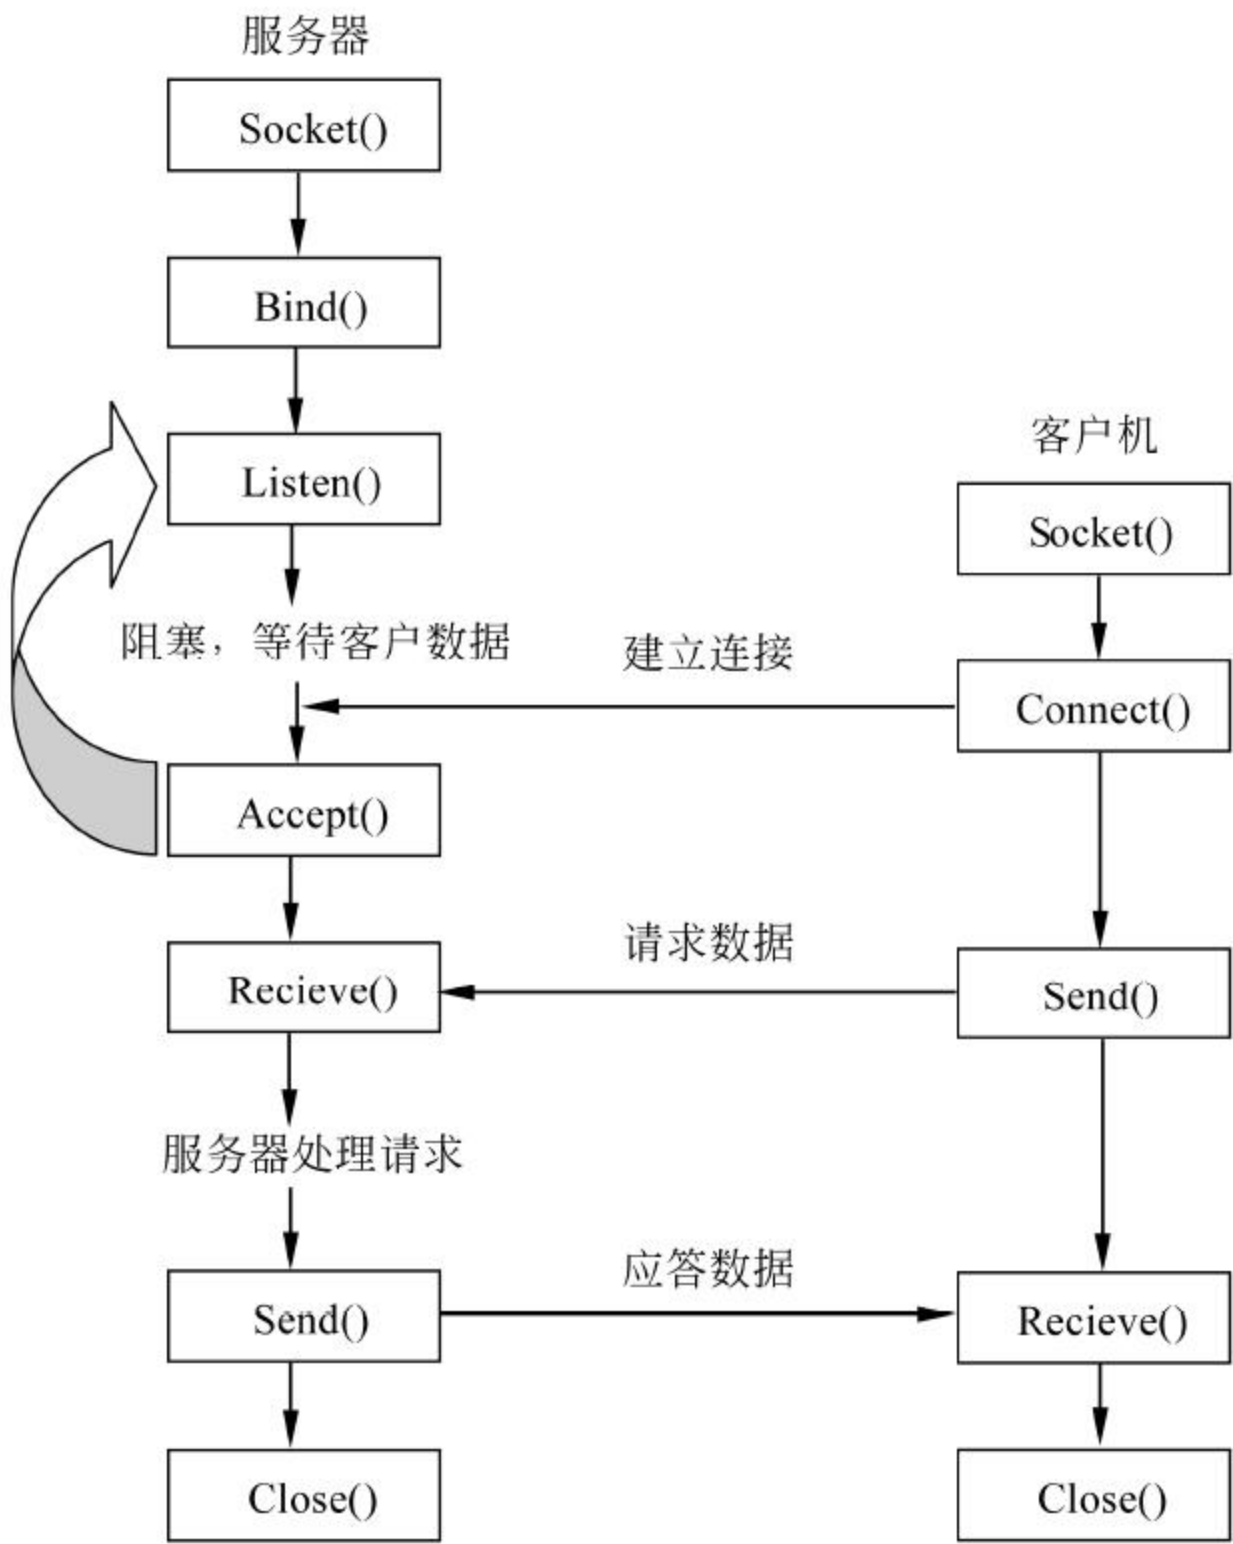 服务器
Socket()
Bind()
Listen()
阻塞，等待客户数据
Accept()
Recieve()
服务器处理请求
Send()
Close()
建立连接
请求数据
应答数据
客户机
Socket()
Connect()
Send()
Recieve()
Close()